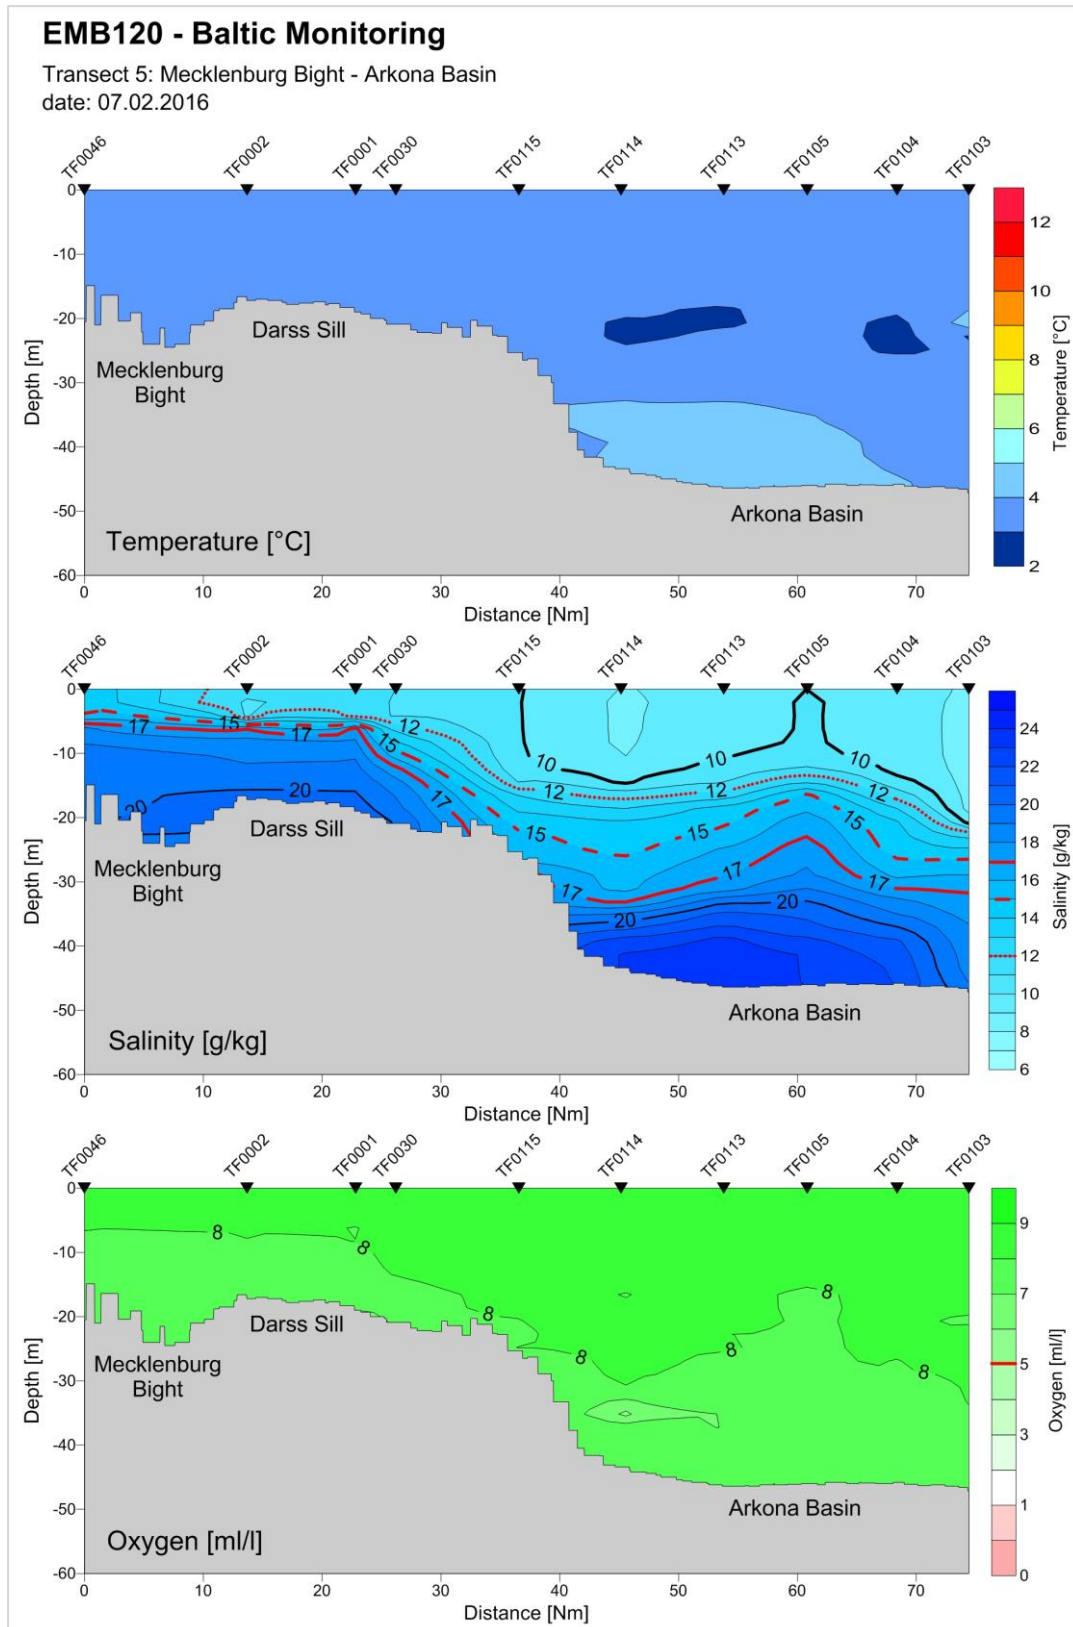 EMB120 - Baltic Monitoring
Transect 5: Mecklenburg Bight - Arkona Basin
date: 07.02.2016
TF0046 TF0002 TF0001 TF0030 TF0115 TF0114 TF0113 TF0105 TF0104 TF0103
0
-10
-20
-30
-40
-50
-60
Depth [m]
Darss Sill
Mecklenburg
Bight
Arkona Basin
Temperature [°C]
0 10 20 30 40 50 60 70
Distance [Nm]
12
10
8
6
4
2
Temperature [°C]
TF0046 TF0002 TF0001 TF0030 TF0115 TF0114 TF0113 TF0105 TF0104 TF0103
0
-10
-20
-30
-40
-50
-60
Depth [m]
17 15 17 12 15 17 20 20
10 12 15 17 20
10 15 17 20
12 15 17
Darss Sill
Mecklenburg
Bight
Arkona Basin
Salinity [g/kg]
0 10 20 30 40 50 60 70
Distance [Nm]
24
22
20
18
16
14
12
10
8
6
Salinity [g/kg]
TF0046 TF0002 TF0001 TF0030 TF0115 TF0114 TF0113 TF0105 TF0104 TF0103
0
-10
-20
-30
-40
-50
-60
Depth [m]
8 8 8 8 8 8 8
Darss Sill
Mecklenburg
Bight
Arkona Basin
Oxygen [ml/l]
0 10 20 30 40 50 60 70
Distance [Nm]
9
7
5
3
1
0
Oxygen [ml/l]